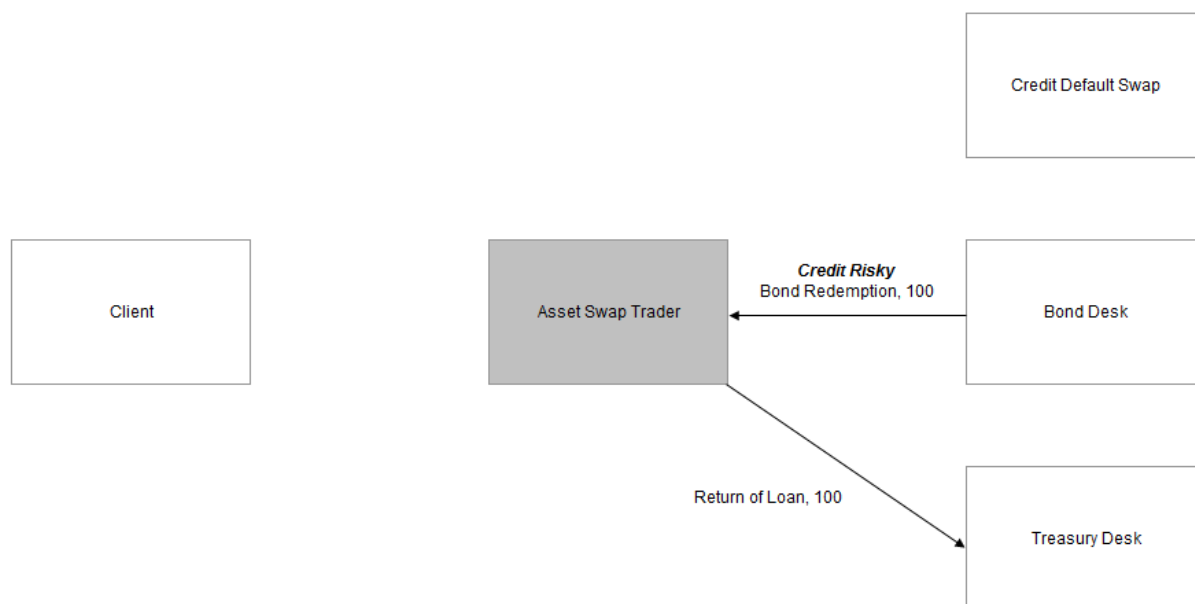 Credit Default Swap
Credit Risky
Bond Redemption, 100
Client
Asset Swap Trader
Bond Desk
Return of Loan, 100
Treasury Desk